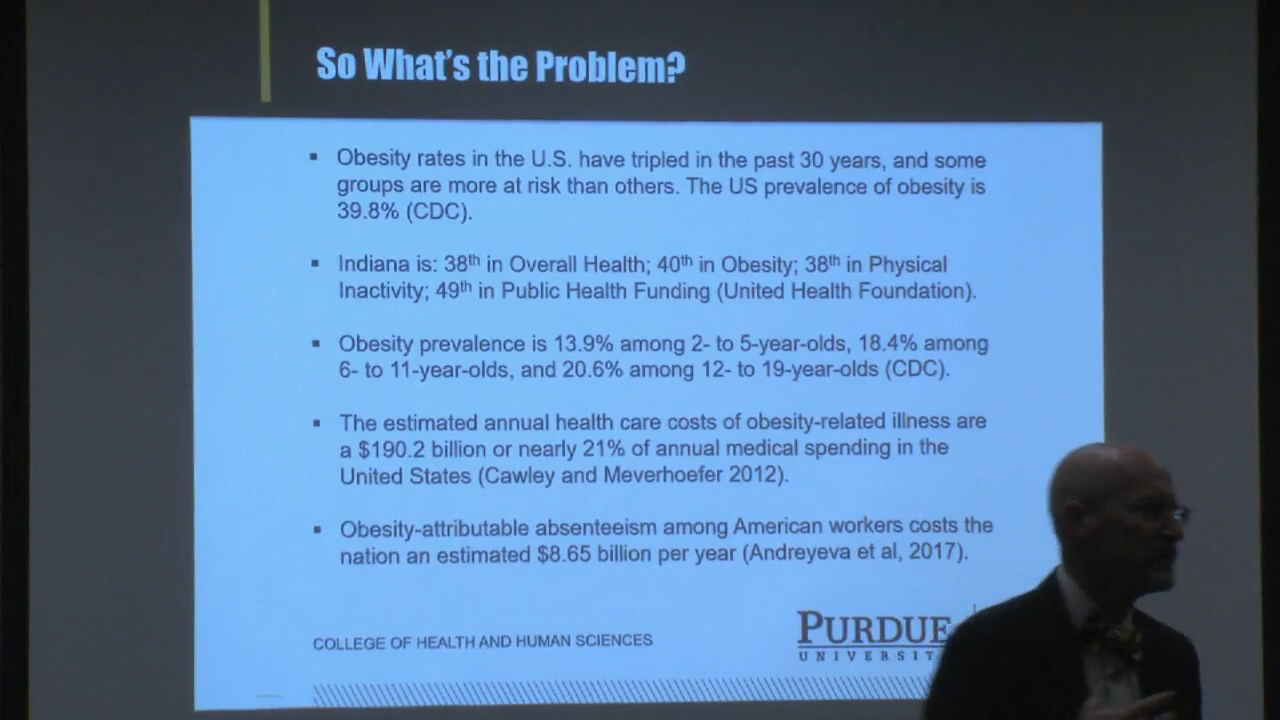 So What's the Problem?
▪ Obesity rates in the U.S. have tripled in the past 30 years, and some
groups are more at risk than others. The US prevalence of obesity is
39.8% (CDC).
▪ Indiana is: 38th in Overall Health; 40th in Obesity; 38th in Physical
Inactivity; 49th in Public Health Funding (United Health Foundation).
▪ Obesity prevalence is 13.9% among 2- to 5-year-olds, 18.4% among
6- to 11-year-olds, and 20.6% among 12- to 19-year-olds (CDC).
▪ The estimated annual health care costs of obesity-related illness are
a $190.2 billion or nearly 21% of annual medical spending in the
United States (Cawley and Meverhoefer 2012).
▪ Obesity-attributable absenteeism among American workers costs the
nation an estimated $8.65 billion per year (Andreyeva et al, 2017).
COLLEGE OF HEALTH AND HUMAN SCIENCES
PURDUE
UNIVERSIT